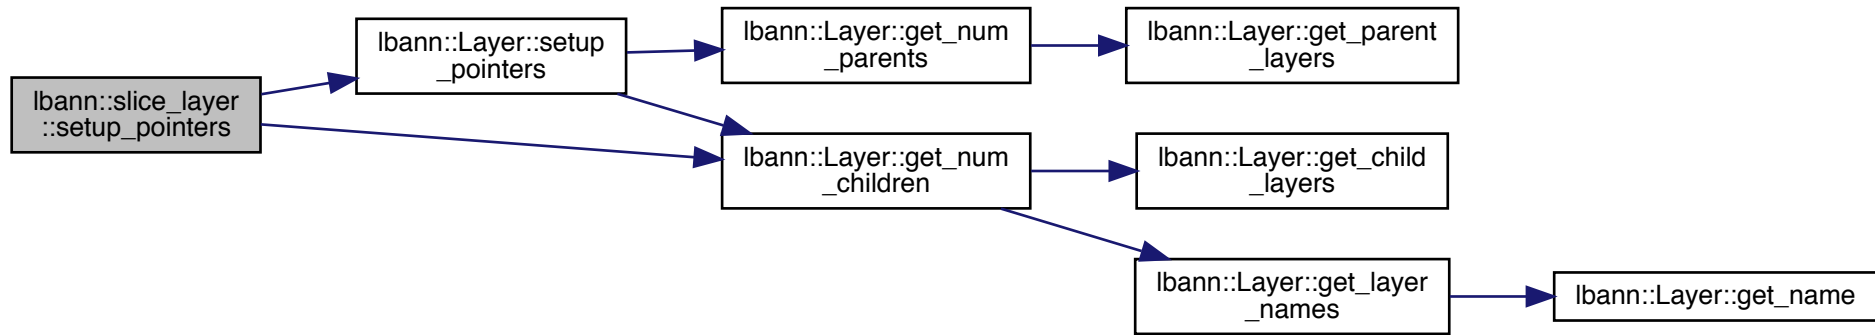 lbann::slice_layer
::setup_pointers
lbann::Layer::setup
_pointers
lbann::Layer::get_num
_parents
lbann::Layer::get_parent
_layers
lbann::Layer::get_num
_children
lbann::Layer::get_child
_layers
lbann::Layer::get_layer
_names
lbann::Layer::get_name